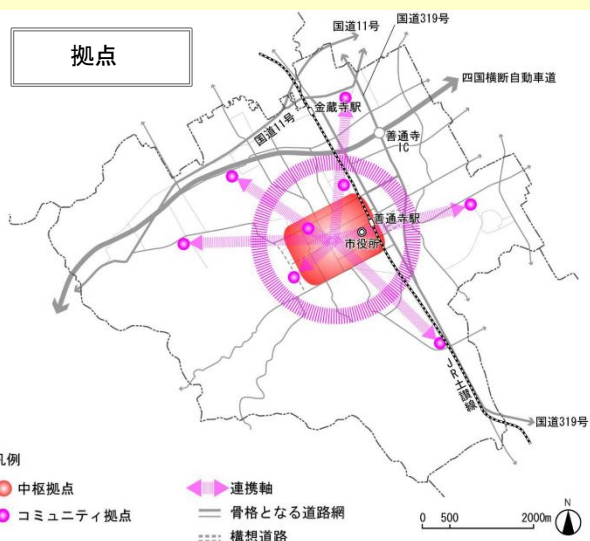 拠点
国道11号
国道319号
四国横断自動車道
金蔵寺駅
国道11号
善通寺
IC
善通寺駅
市役所
JR土讃線
国道319号
凡例
中枢拠点
コミュニティ拠点
連携軸
骨格となる道路網
構想道路
0 500 2000m
N